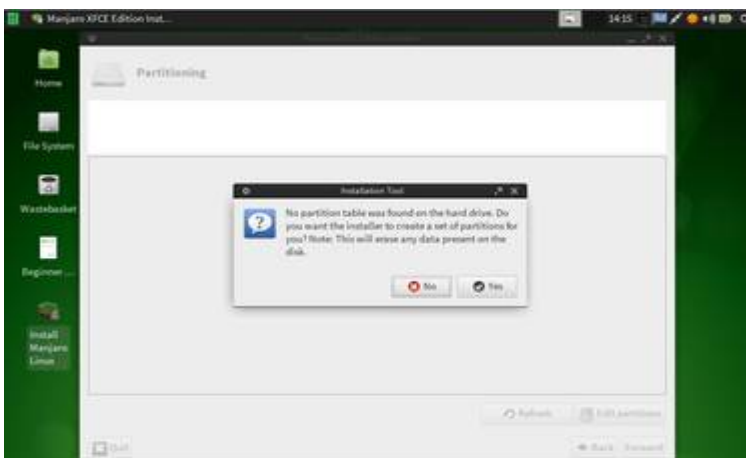 Manjaro XFCE Edition Inst...
14:15
Home
Partitioning
File System
Wastebasket
Installation Tool
No partition table was found on the hard drive. Do
you want the installer to create a set of partitions for
you? Note: This will erase any data present on the
disk.
No
Yes
Beginner ...
Install
Manjaro
Linux
Refresh
Edit partitions
Quit
Back
Forward